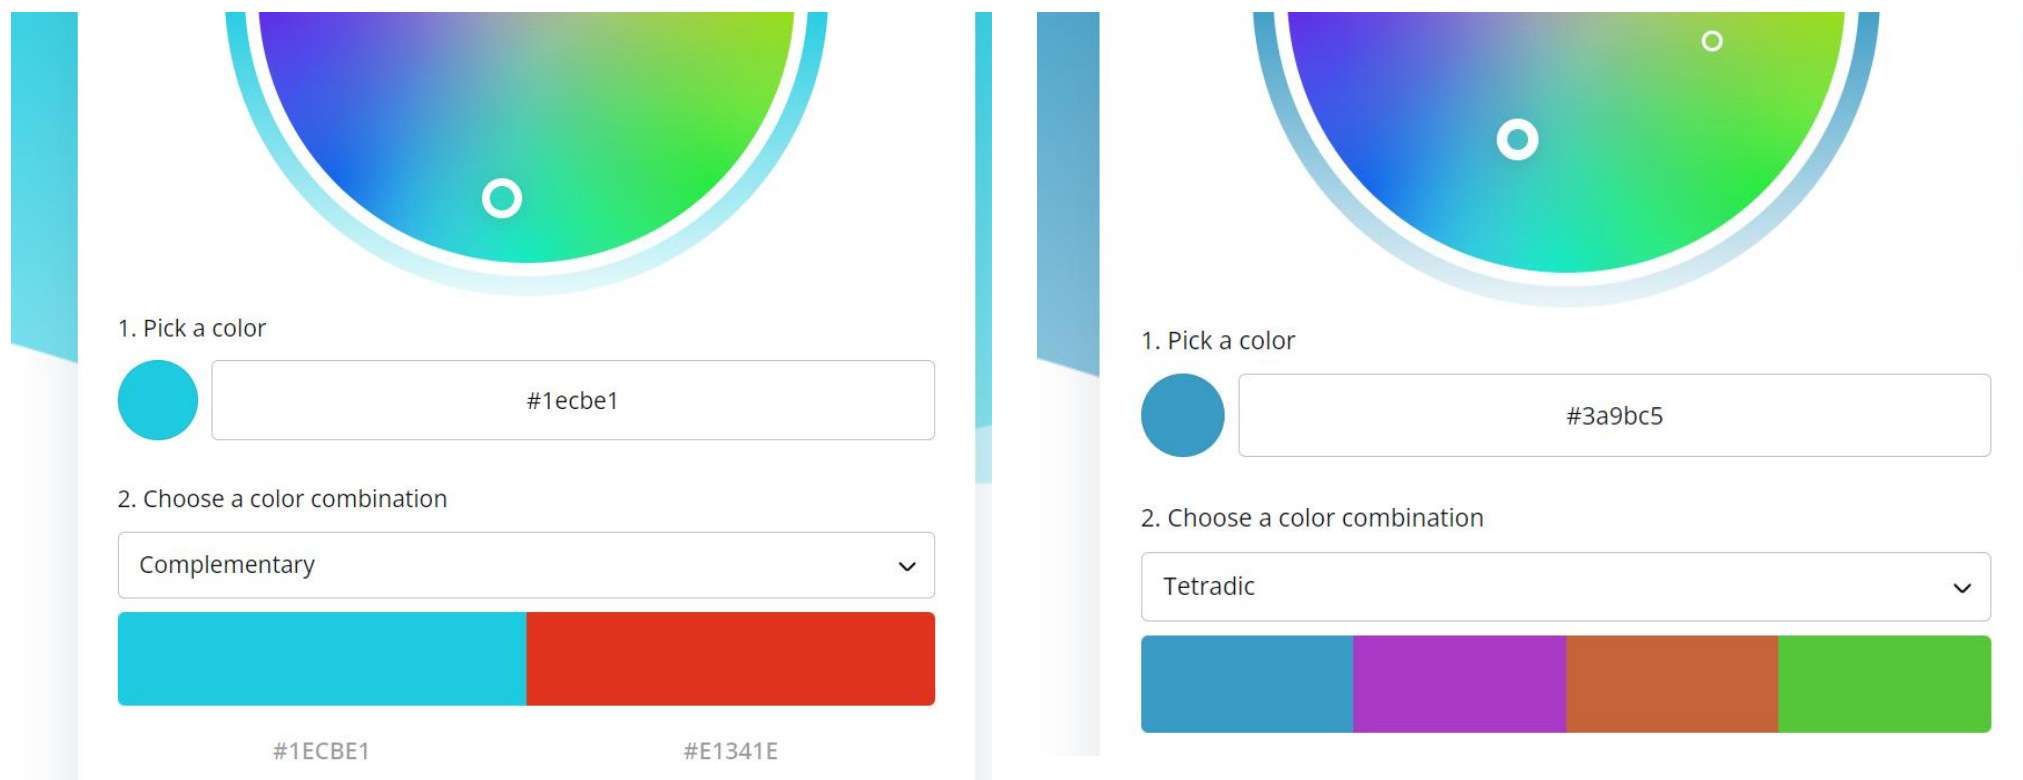 1. Pick a color
#1ecbe1
2. Choose a color combination
Complementary
#1ECBE1
#E1341E
1. Pick a color
#3a9bc5
2. Choose a color combination
Tetradic